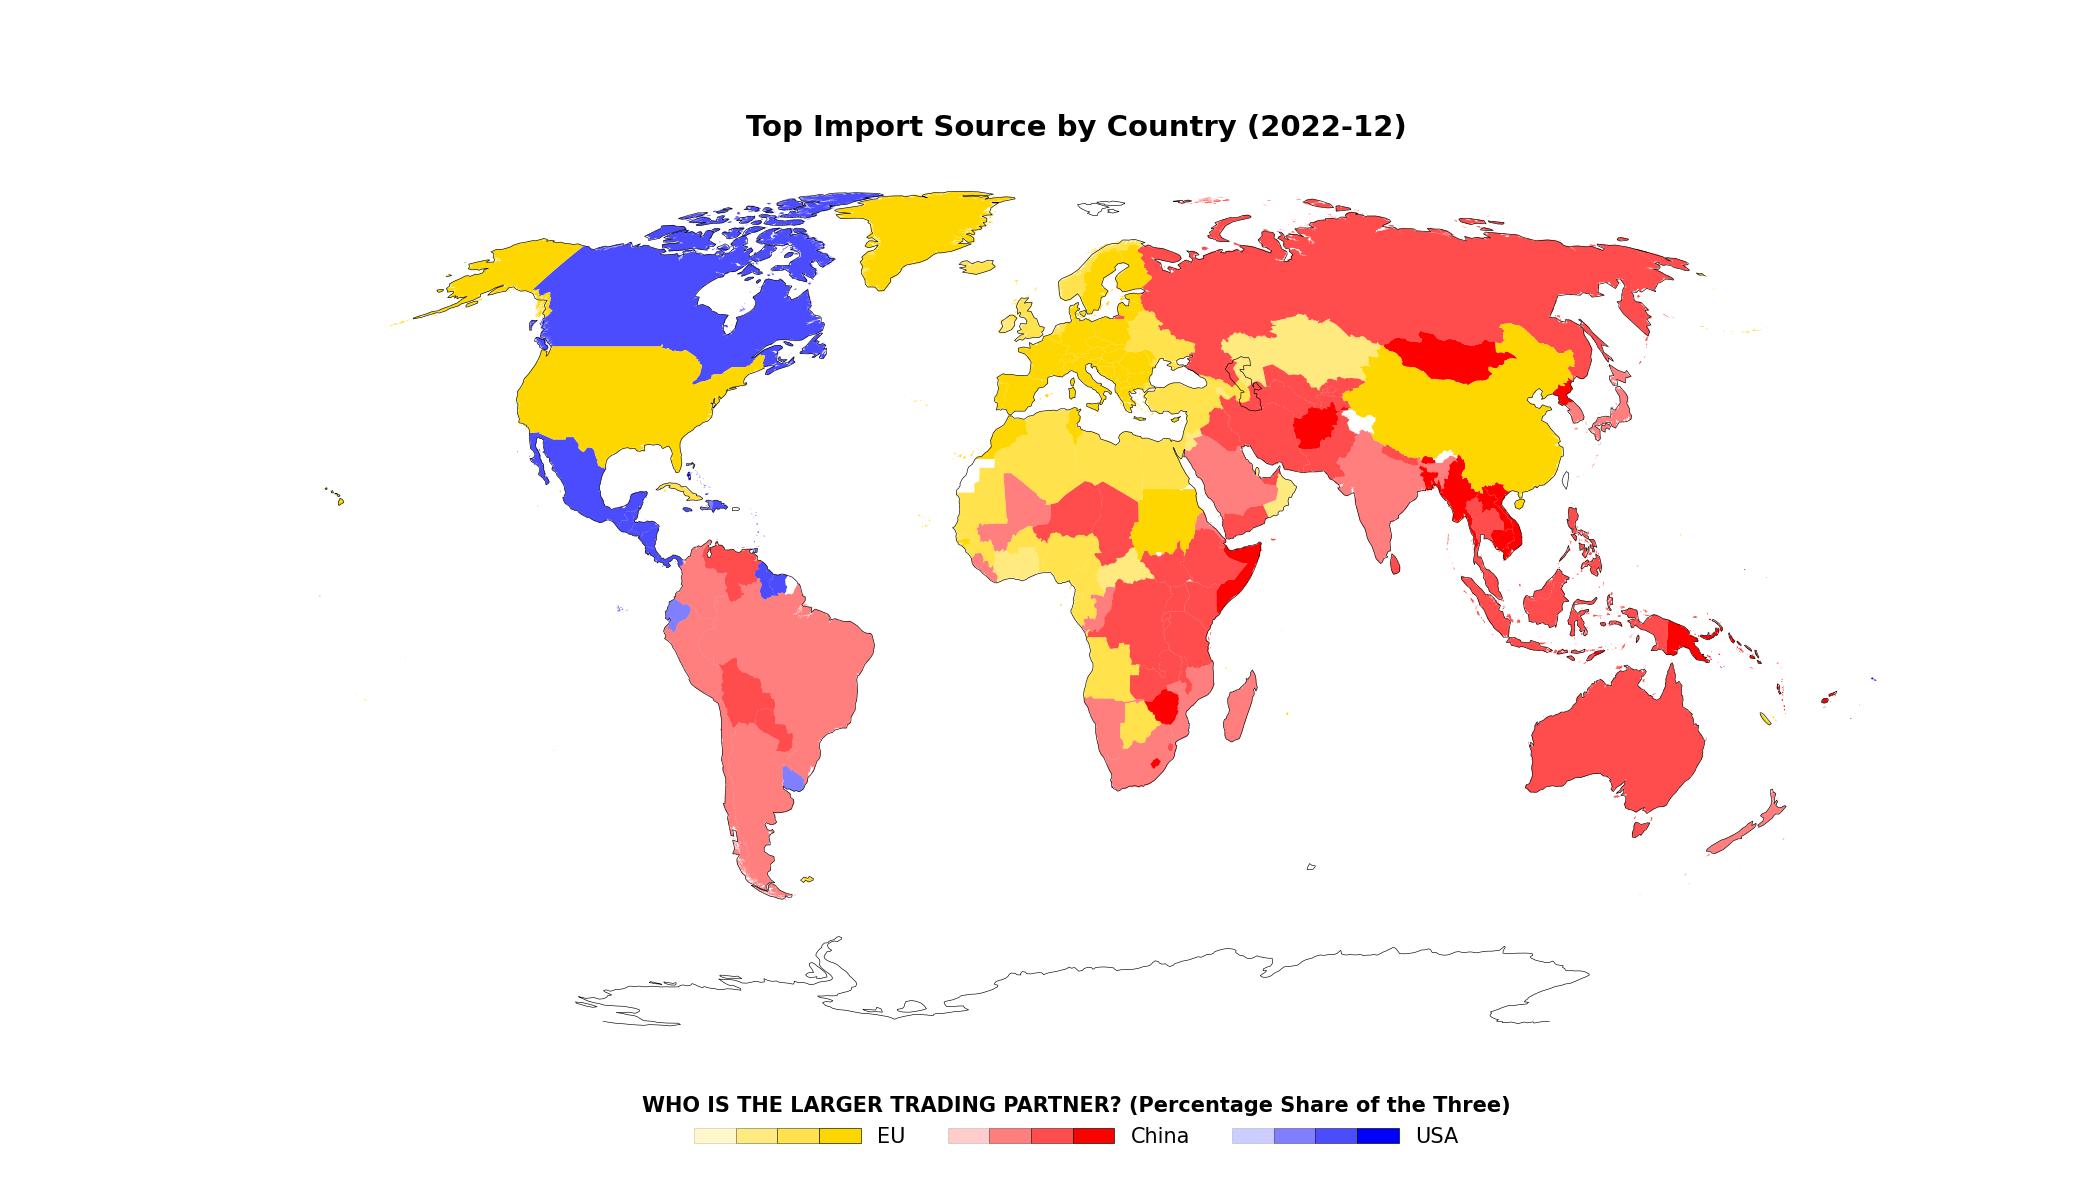 Top Import Source by Country (2022-12)
WHO IS THE LARGER TRADING PARTNER? (Percentage Share of the Three)
EU China USA